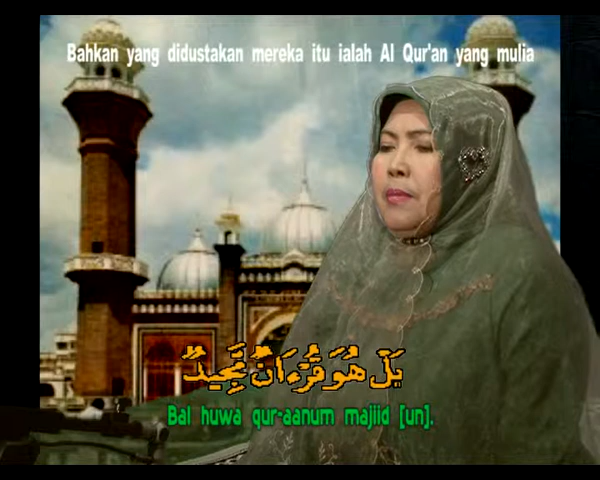 Bahkan yang didustakan mereka itu ialah Al Qur'an yang mulia
بَلْ هُوَ قُرْءَانٌ مَّجِيدٌ
Bal huwa qur-aanum majiid [un].